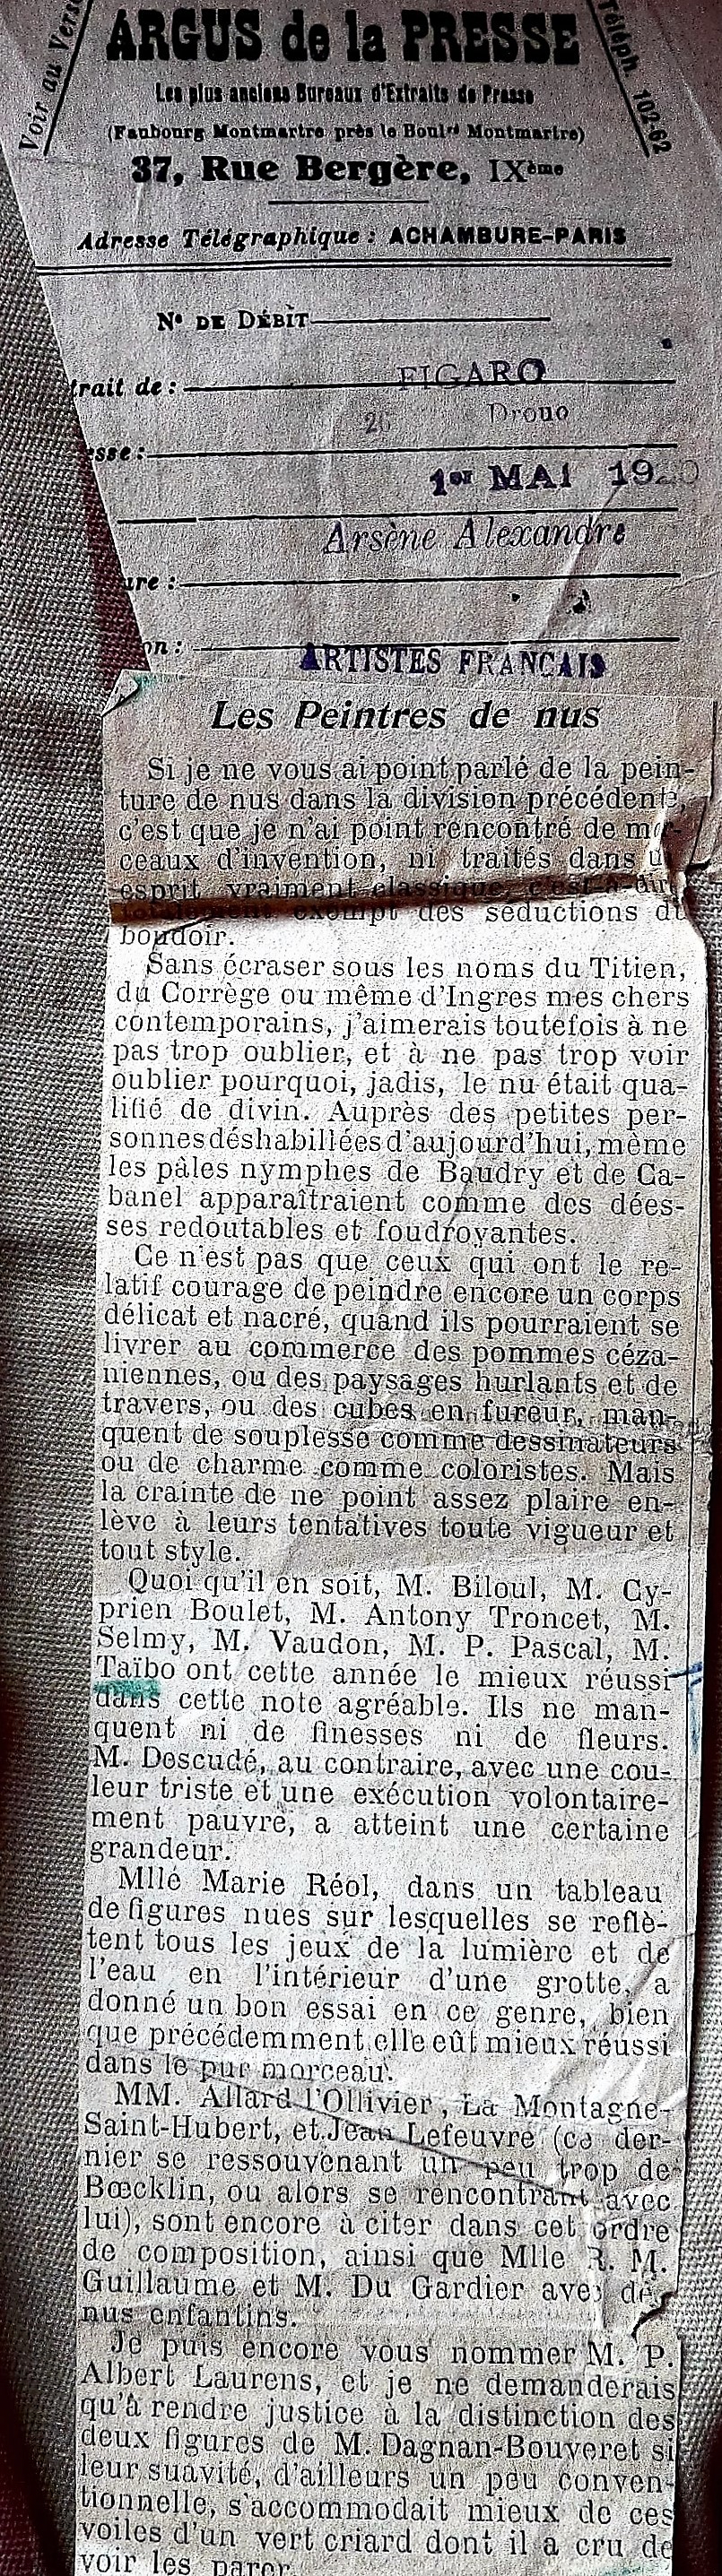 Voir au Verso
Téléph. 102-62
ARGUS de la PRESSE
Les plus anciens Bureaux d'Extraits de Presse
(Faubourg Montmartre près le Boulrd Montmartre)
37, Rue Bergère, IXème
Adresse Télégraphique : ACHAMBURE-PARIS
No DE DÉBIT
trait de : FIGARO
26 Drouo
esse :
1er MAI 19 0
Arsène Alexandre
ure :
on :
ARTISTES FRANCAIS
Les Peintres de nus
Si je ne vous ai point parlé de la pein-
ture de nus dans la division précédente,
c'est que je n'ai point rencontré de mor-
ceaux d'invention, ni traités dans u
esprit vraiment classique, c'est-à-dire
exempt des séductions du
boudoir.
Sans écraser sous les noms du Titien,
du Corrège ou même d'Ingres mes chers
contemporains, j'aimerais toutefois à ne
pas trop oublier, et à ne pas trop voir
oublier pourquoi, jadis, le nu était qua-
lifié de divin. Auprès des petites per-
sonnes déshabillées d'aujourd'hui, même
les pâles nymphes de Baudry et de Ca-
banel apparaîtraient comme des dées-
ses redoutables et foudroyantes.
Ce n'est pas que ceux qui ont le re-
latif courage de peindre encore un corps
délicat et nacré, quand ils pourraient se
livrer au commerce des pommes céza-
niennes, ou des paysages hurlants et de
travers, ou des cubes en fureur, man-
quent de souplesse comme dessinateurs
ou de charme comme coloristes. Mais
la crainte de ne point assez plaire en-
lève à leurs tentatives toute vigueur et
tout style.
Quoi qu'il en soit, M. Biloul, M. Cy-
prien Boulet, M. Antony Troncet, M.
Selmy, M. Vaudon, M. P. Pascal, M.
Taïbo ont cette année le mieux réussi
dans cette note agréable. Ils ne man-
quent ni de finesses ni de fleurs.
M. Descudé, au contraire, avec une cou-
leur triste et une exécution volontaire-
ment pauvre, a atteint une certaine
grandeur.
Mlle Marie Réol, dans un tableau
de figures nues sur lesquelles se reflè-
tent tous les jeux de la lumière et de
l'eau en l'intérieur d'une grotte, a
donné un bon essai en ce genre, bien
que précédemment elle eût mieux réussi
dans le pur morceau.
MM. Allard l'Ollivier, La Montagne-
Saint-Hubert, et Jean Lefeuvre (ce der-
nier se ressouvenant un peu trop de
Bœcklin, ou alors se rencontrant avec
lui), sont encore à citer dans cet ordre
de composition, ainsi que Mlle R. M.
Guillaume et M. Du Gardier avec de
nus enfantins.
Je puis encore vous nommer M. P.
Albert Laurens, et je ne demanderais
qu'à rendre justice à la distinction des
deux figures de M. Dagnan-Bouveret si
leur suavité, d'ailleurs un peu conven-
tionnelle, s'accommodait mieux de ces
voiles d'un vert criard dont il a cru de
voir les parer